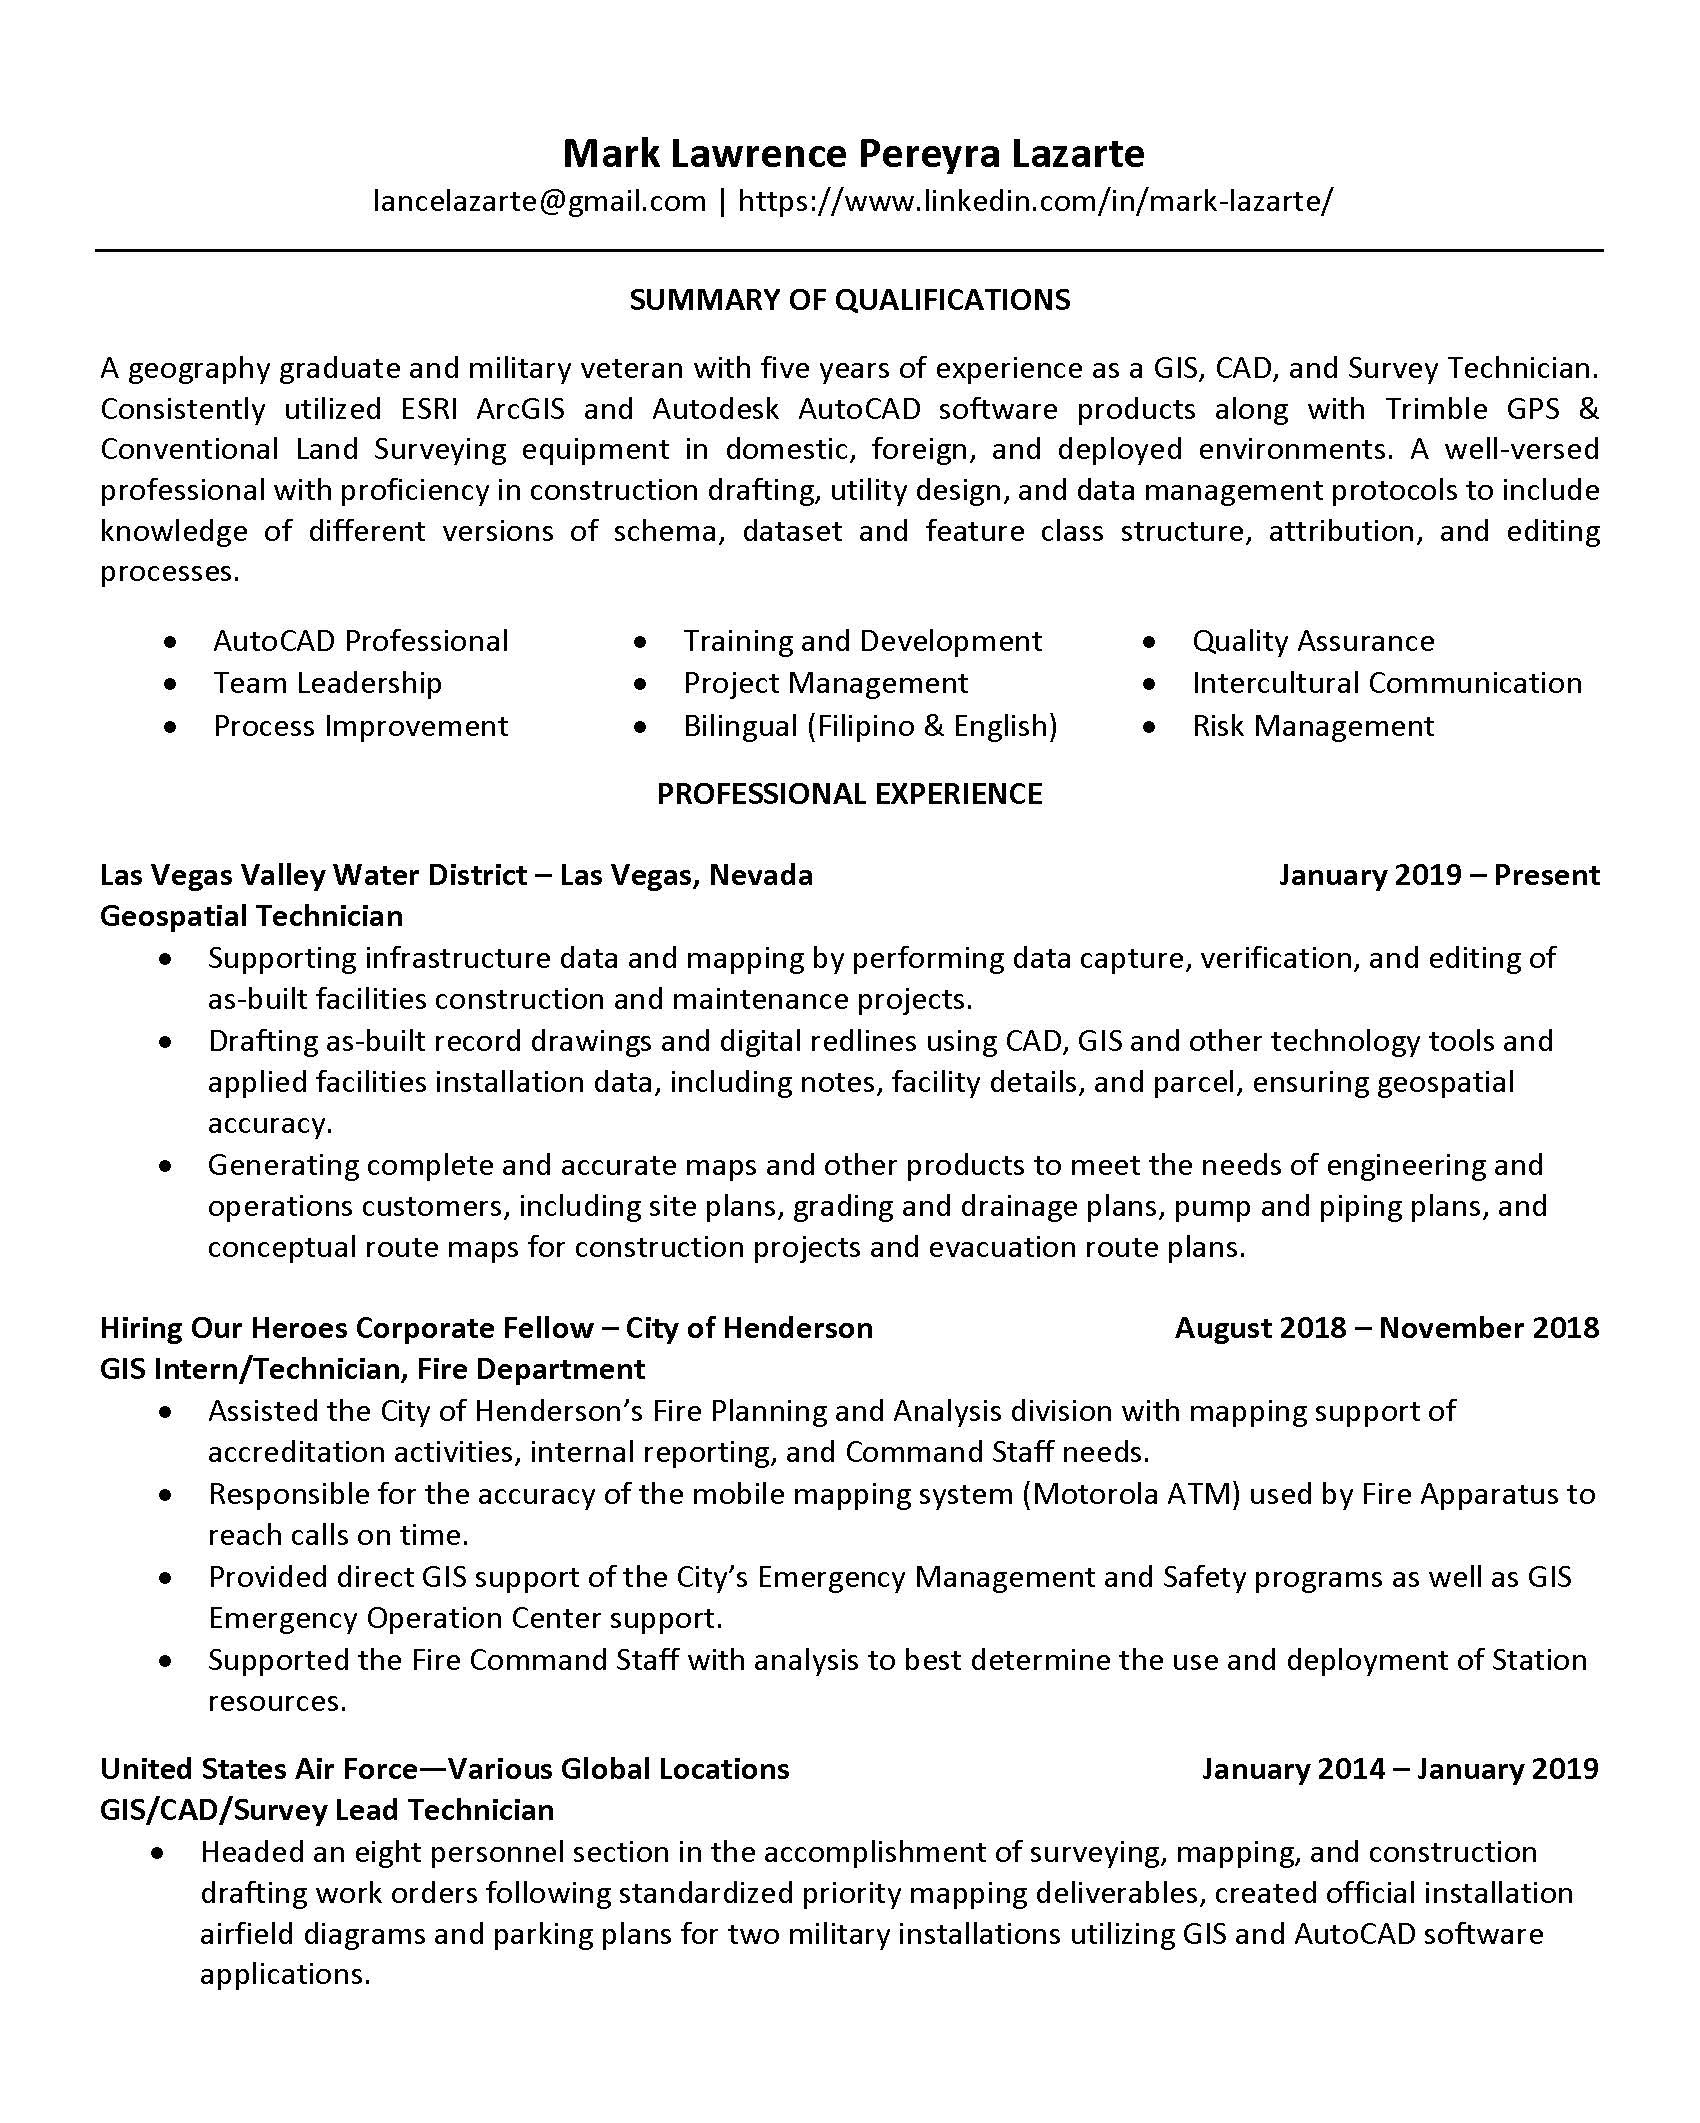 Mark Lawrence Pereyra Lazarte
lancelazarte@gmail.com | https://www.linkedin.com/in/mark-lazarte/
SUMMARY OF QUALIFICATIONS
A geography graduate and military veteran with five years of experience as a GIS, CAD, and Survey Technician.
Consistently utilized ESRI ArcGIS and Autodesk AutoCAD software products along with Trimble GPS &
Conventional Land Surveying equipment in domestic, foreign, and deployed environments. A well-versed
professional with proficiency in construction drafting, utility design, and data management protocols to include
knowledge of different versions of schema, dataset and feature class structure, attribution, and editing
processes.
• AutoCAD Professional • Training and Development • Quality Assurance
• Team Leadership • Project Management • Intercultural Communication
• Process Improvement • Bilingual (Filipino & English) • Risk Management
PROFESSIONAL EXPERIENCE
Las Vegas Valley Water District – Las Vegas, Nevada January 2019 – Present
Geospatial Technician
• Supporting infrastructure data and mapping by performing data capture, verification, and editing of
as-built facilities construction and maintenance projects.
• Drafting as-built record drawings and digital redlines using CAD, GIS and other technology tools and
applied facilities installation data, including notes, facility details, and parcel, ensuring geospatial
accuracy.
• Generating complete and accurate maps and other products to meet the needs of engineering and
operations customers, including site plans, grading and drainage plans, pump and piping plans, and
conceptual route maps for construction projects and evacuation route plans.
Hiring Our Heroes Corporate Fellow – City of Henderson August 2018 – November 2018
GIS Intern/Technician, Fire Department
• Assisted the City of Henderson’s Fire Planning and Analysis division with mapping support of
accreditation activities, internal reporting, and Command Staff needs.
• Responsible for the accuracy of the mobile mapping system (Motorola ATM) used by Fire Apparatus to
reach calls on time.
• Provided direct GIS support of the City’s Emergency Management and Safety programs as well as GIS
Emergency Operation Center support.
• Supported the Fire Command Staff with analysis to best determine the use and deployment of Station
resources.
United States Air Force—Various Global Locations January 2014 – January 2019
GIS/CAD/Survey Lead Technician
• Headed an eight personnel section in the accomplishment of surveying, mapping, and construction
drafting work orders following standardized priority mapping deliverables, created official installation
airfield diagrams and parking plans for two military installations utilizing GIS and AutoCAD software
applications.